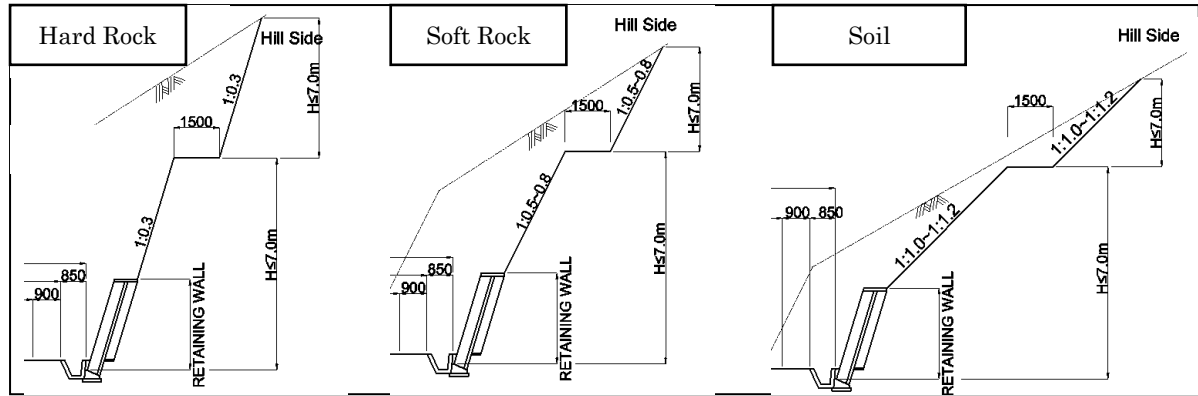 Hard Rock
Hill Side
1:0.3
H≤7.0m
1500
1:0.3
H≤7.0m
850
900
RETAINING WALL
Soft Rock
Hill Side
1:0.5~0.8
H≤7.0m
1500
1:0.5~0.8
H≤7.0m
850
900
RETAINING WALL
Soil
Hill Side
1500
1:1.0~1:1.2
H≤7.0m
900
850
1:1.0~1:1.2
H≤7.0m
RETAINING WALL